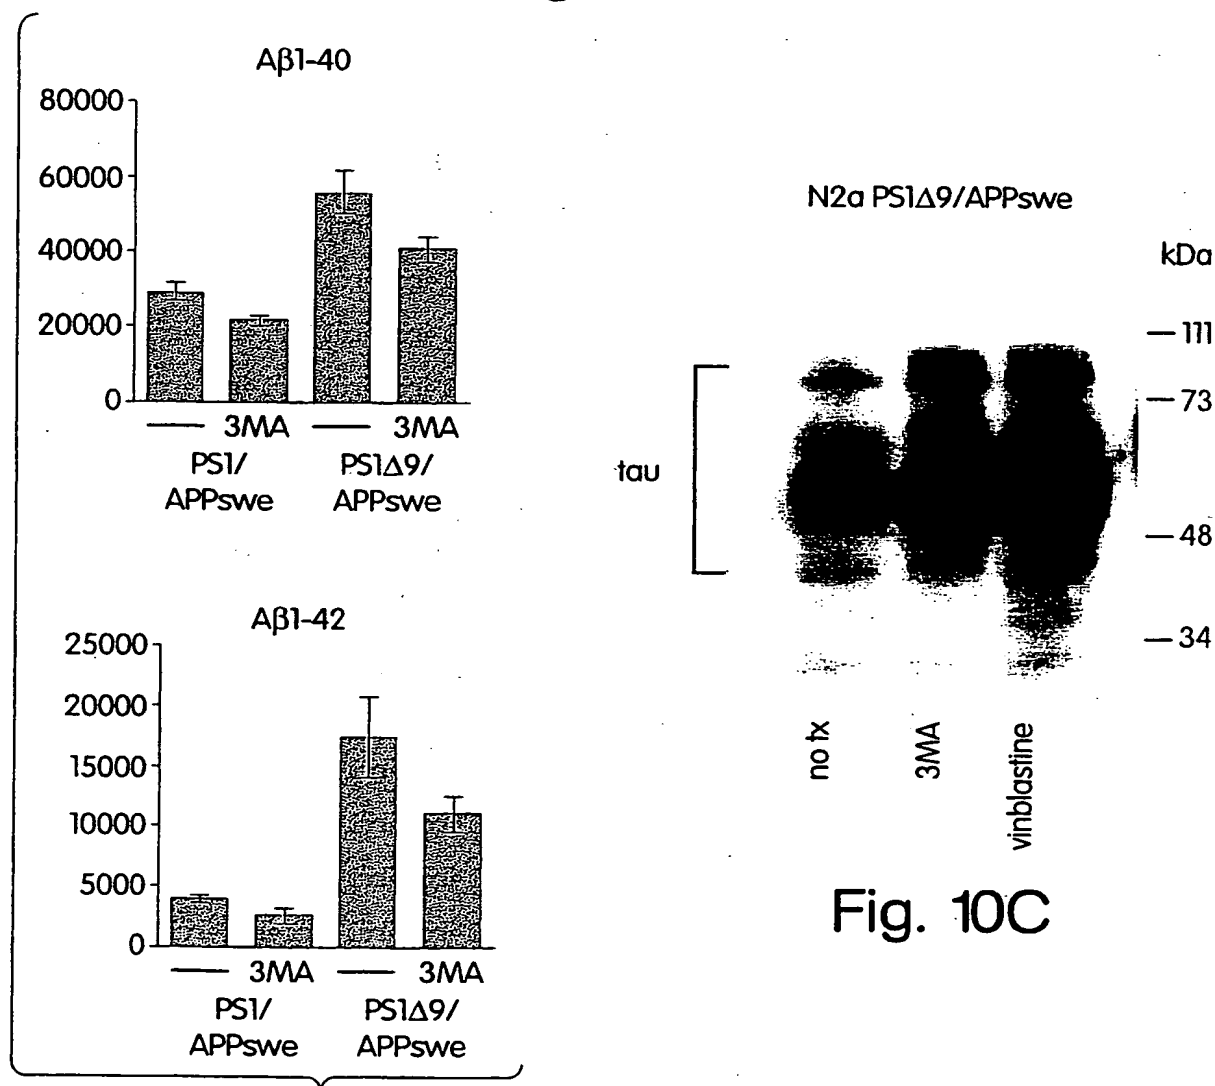 Aβ1-40
80000
60000
40000
20000
0
— 3MA — 3MA
PS1/ PS1Δ9/
APPswe APPswe
Aβ1-42
25000
20000
15000
10000
5000
0
— 3MA — 3MA
PS1/ PS1Δ9/
APPswe APPswe
N2a PS1Δ9/APPswe
kDa
111
73
48
34
tau
no tx
3MA
vinblastine
Fig. 10C